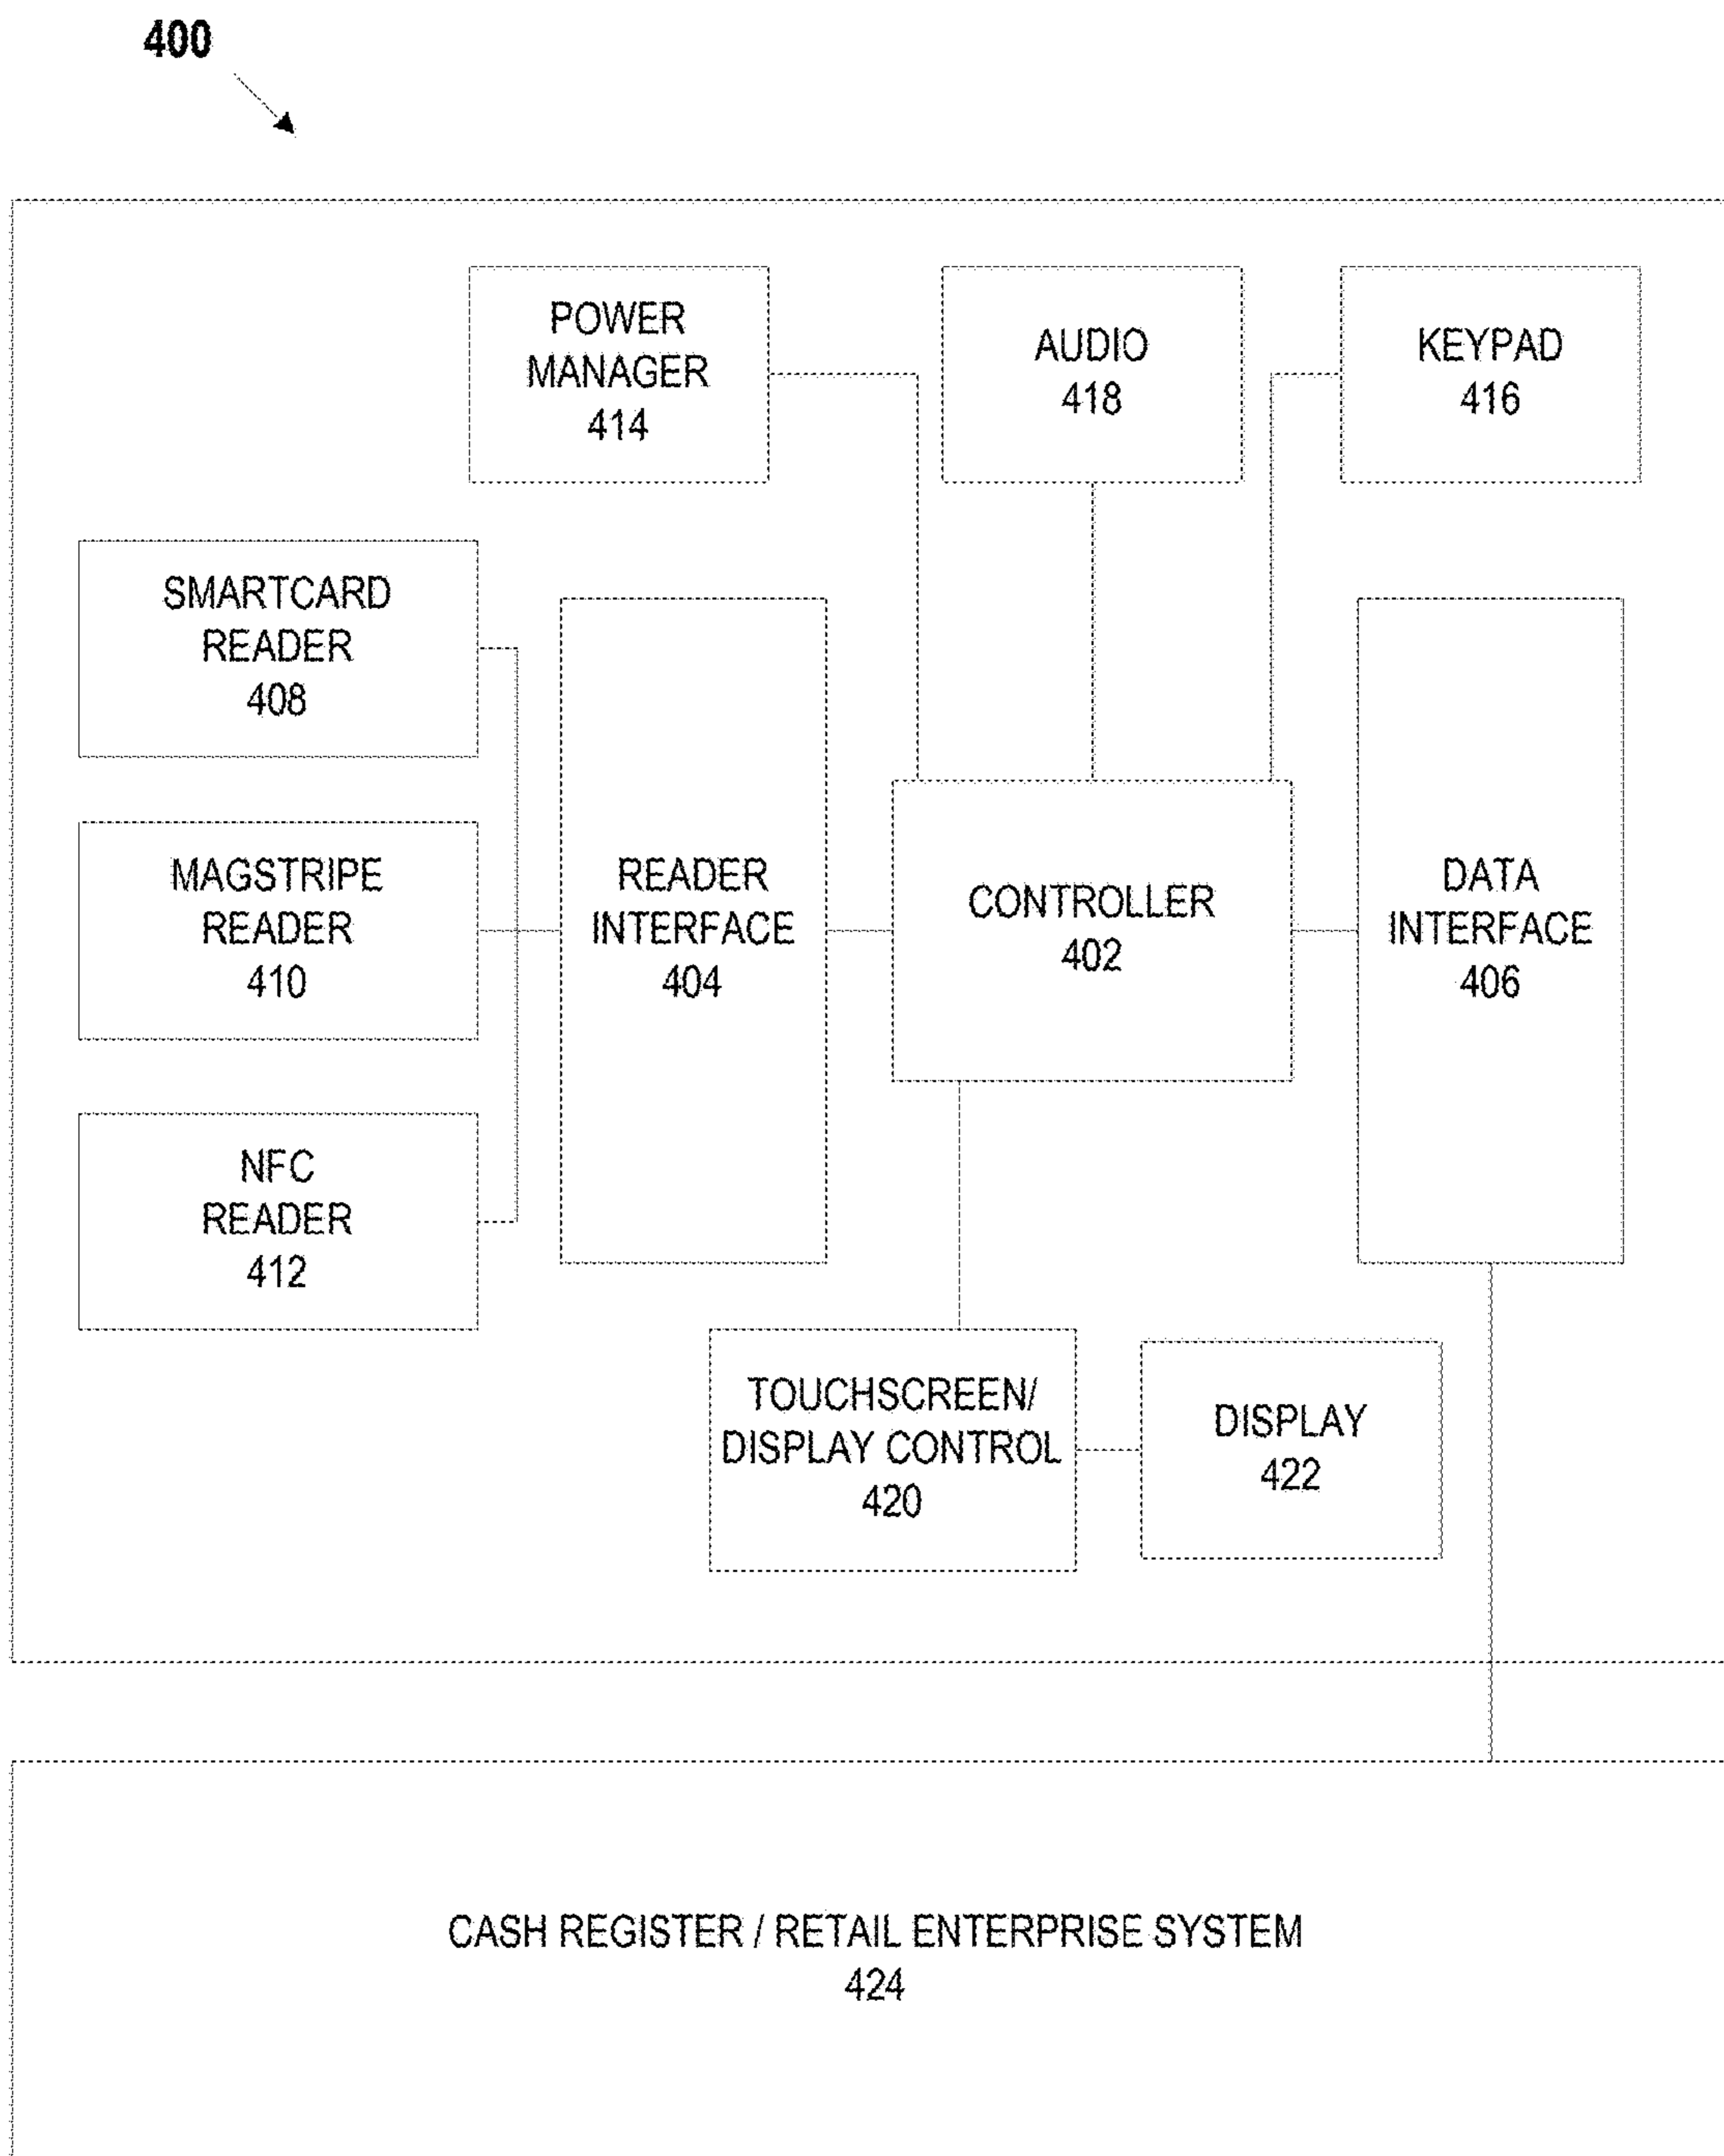 400
POWER
MANAGER
414
AUDIO
418
KEYPAD
416
SMARTCARD
READER
408
MAGSTRIPE
READER
410
NFC
READER
412
READER
INTERFACE
404
CONTROLLER
402
DATA
INTERFACE
406
TOUCHSCREEN/
DISPLAY CONTROL
420
DISPLAY
422
CASH REGISTER / RETAIL ENTERPRISE SYSTEM
424